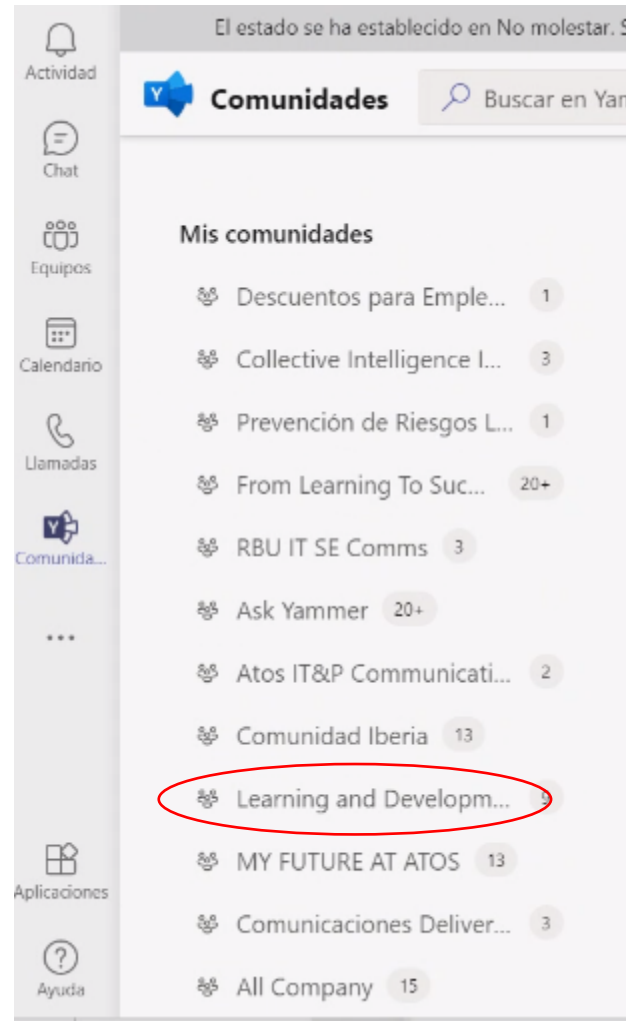 El estado se ha establecido en No molestar. S
Actividad
Y Comunidades
Buscar en Yam
Chat
Mis comunidades
Equipos
Descuentos para Emple... 1
Calendario
Collective Intelligence I... 3
Prevención de Riesgos L... 1
Llamadas
From Learning To Suc... 20+
Comunida...
RBU IT SE Comms 3
Ask Yammer 20+
Atos IT&P Communicati... 2
Comunidad Iberia 13
Learning and Developm... 9
MY FUTURE AT ATOS 13
Aplicaciones
Comunicaciones Deliver... 3
Ayuda
All Company 15